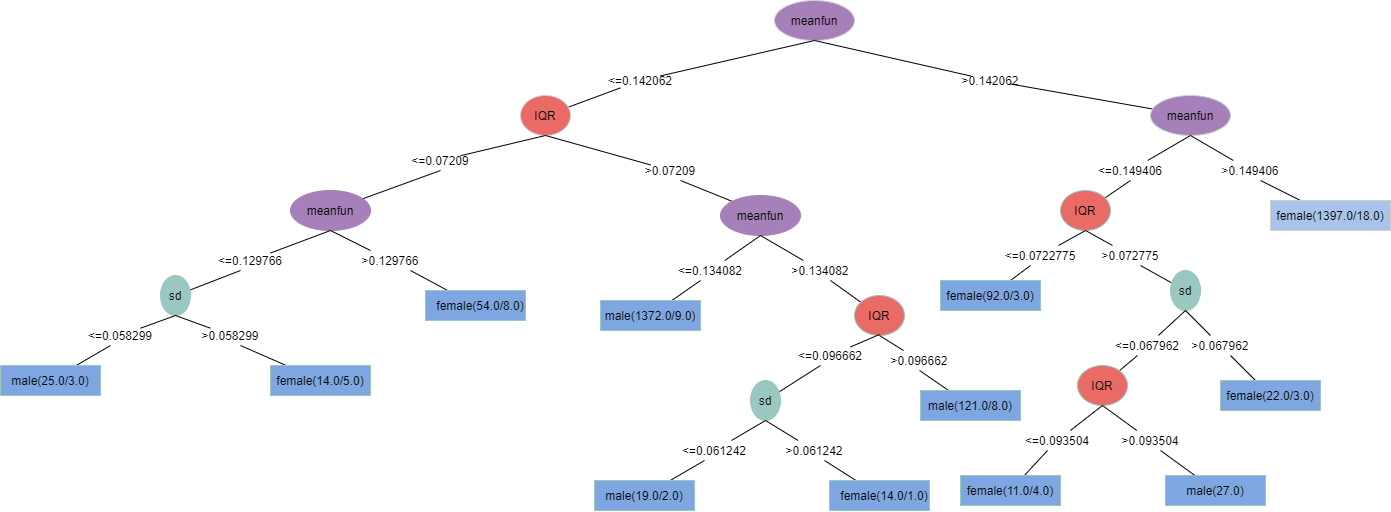 meanfun
<=0.142062
>0.142062
IQR
meanfun
<=0.07209
>0.07209
<=0.149406
>0.149406
meanfun
meanfun
IQR
female(1397.0/18.0)
<=0.129766
>0.129766
<=0.134082
>0.134082
<=0.0722775
>0.072775
sd
female(54.0/8.0)
male(1372.0/9.0)
IQR
female(92.0/3.0)
sd
<=0.058299
>0.058299
<=0.096662
>0.096662
<=0.067962
>0.067962
male(25.0/3.0)
female(14.0/5.0)
sd
male(121.0/8.0)
IQR
female(22.0/3.0)
<=0.061242
>0.061242
<=0.093504
>0.093504
male(19.0/2.0)
female(14.0/1.0)
female(11.0/4.0)
male(27.0)